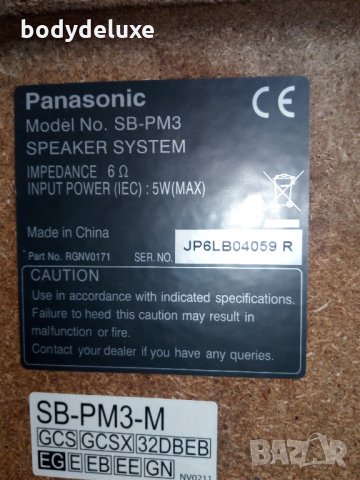 bodydeluxe
Panasonic
Model No. SB-PM3
SPEAKER SYSTEM
IMPEDANCE 6 Ω
INPUT POWER (IEC) : 5W(MAX)
Made in China
Part No. RGNV0171 SER NO. JP6LB04059 R
CAUTION
Use in accordance with indicated specifications.
Failure to heed this caution may result in
malfunction or fire.
Contact your dealer if you have any queries.
SB-PM3-M
GCS GCSX 32DBEB
EG E EB EE GN
NV0211
BAZAR